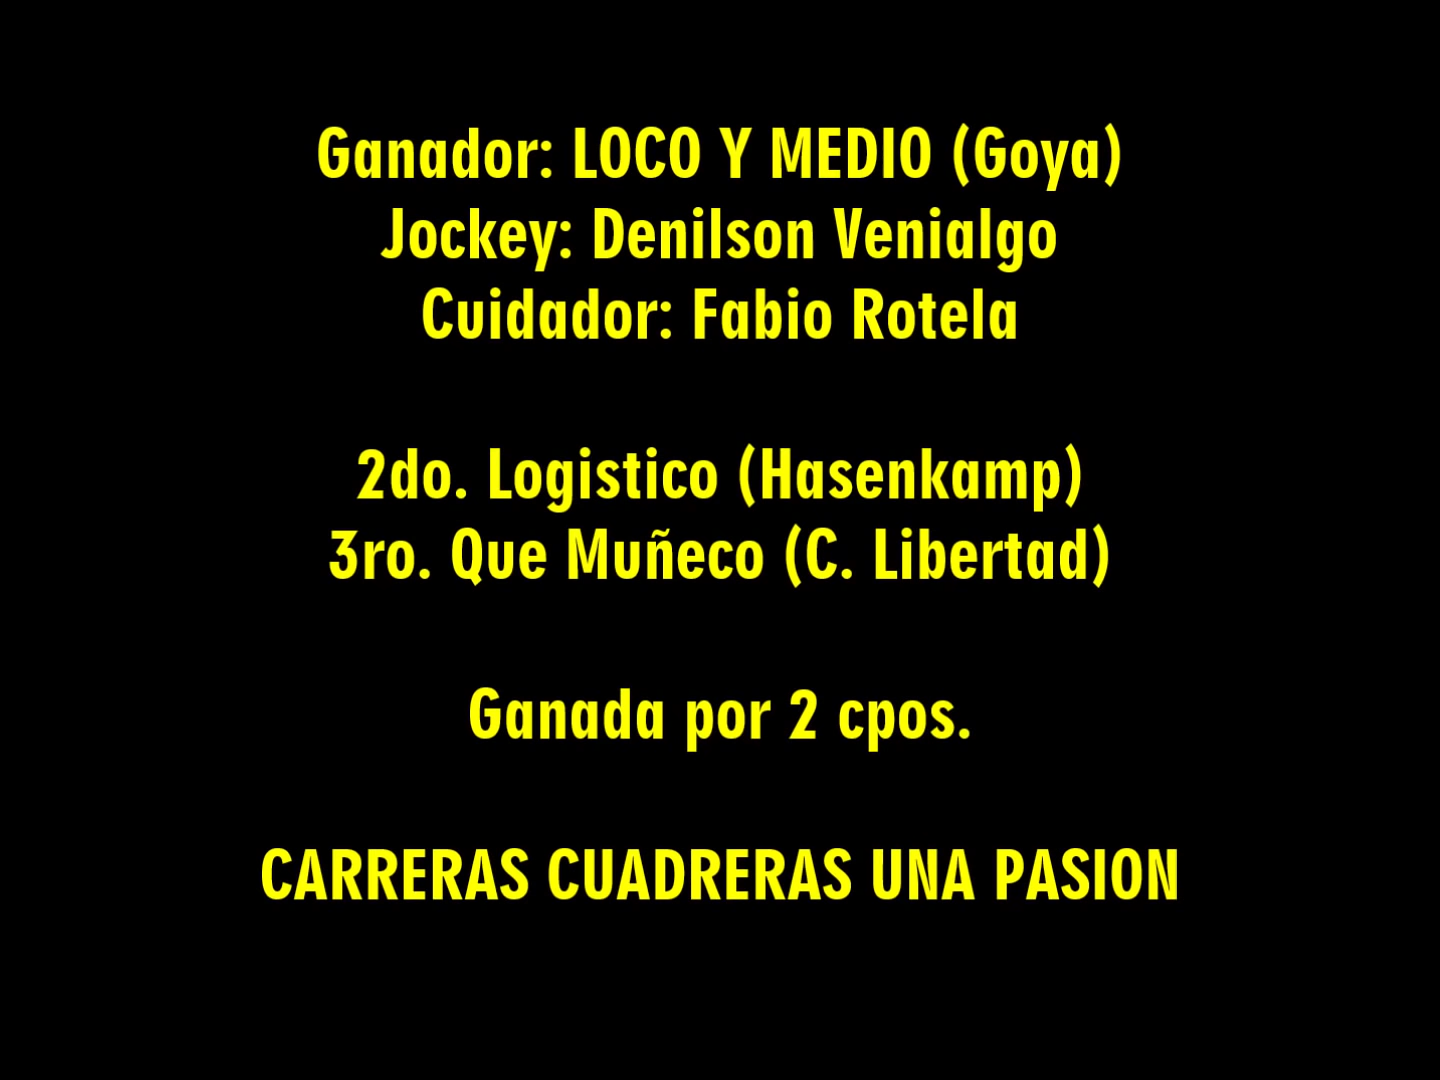 Ganador: LOCO Y MEDIO (Goya)
Jockey: Denilson Venialgo
Cuidador: Fabio Rotela
2do. Logistico (Hasenkamp)
3ro. Que Muñeco (C. Libertad)
Ganada por 2 cpos.
CARRERAS CUADRERAS UNA PASION